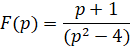 F(p) = (p + 1) / (p² − 4)